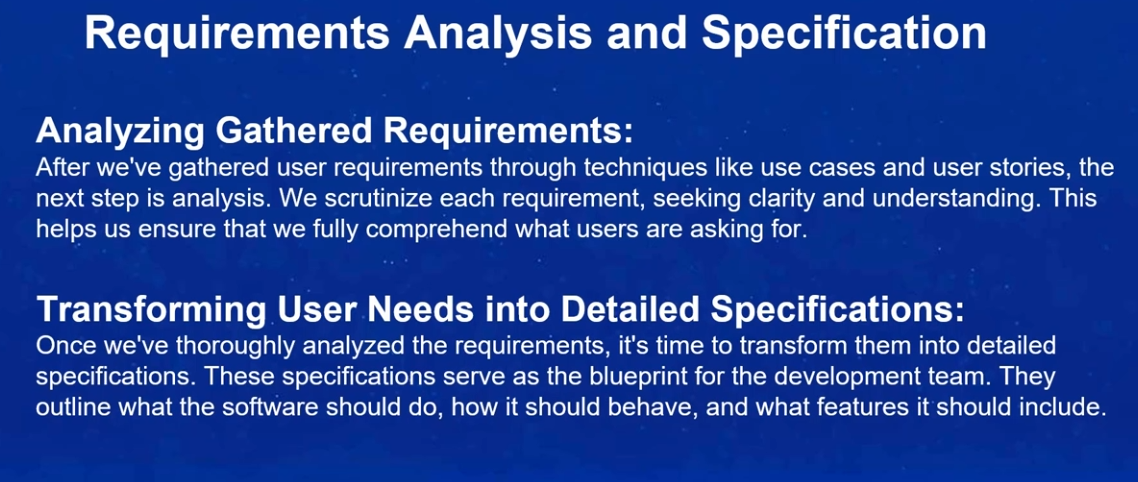 Requirements Analysis and Specification
Analyzing Gathered Requirements:
After we've gathered user requirements through techniques like use cases and user stories, the
next step is analysis. We scrutinize each requirement, seeking clarity and understanding. This
helps us ensure that we fully comprehend what users are asking for.
Transforming User Needs into Detailed Specifications:
Once we've thoroughly analyzed the requirements, it's time to transform them into detailed
specifications. These specifications serve as the blueprint for the development team. They
outline what the software should do, how it should behave, and what features it should include.